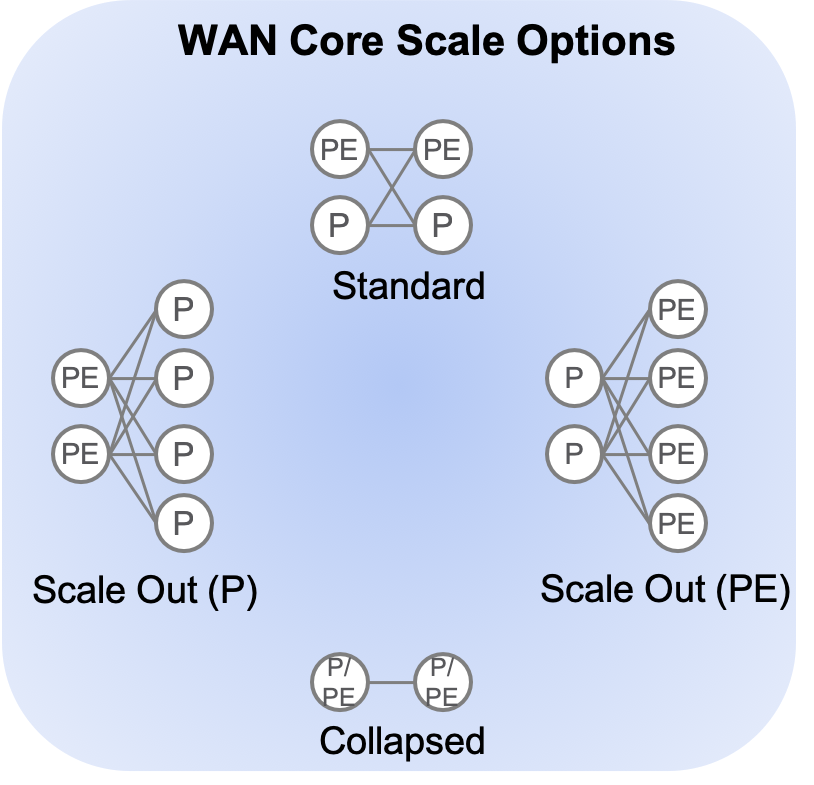 WAN Core Scale Options
PE PE
P P
Standard
P
PE P
PE P
P
Scale Out (P)
PE
P PE
P PE
PE
Scale Out (PE)
P/ P/
PE PE
Collapsed